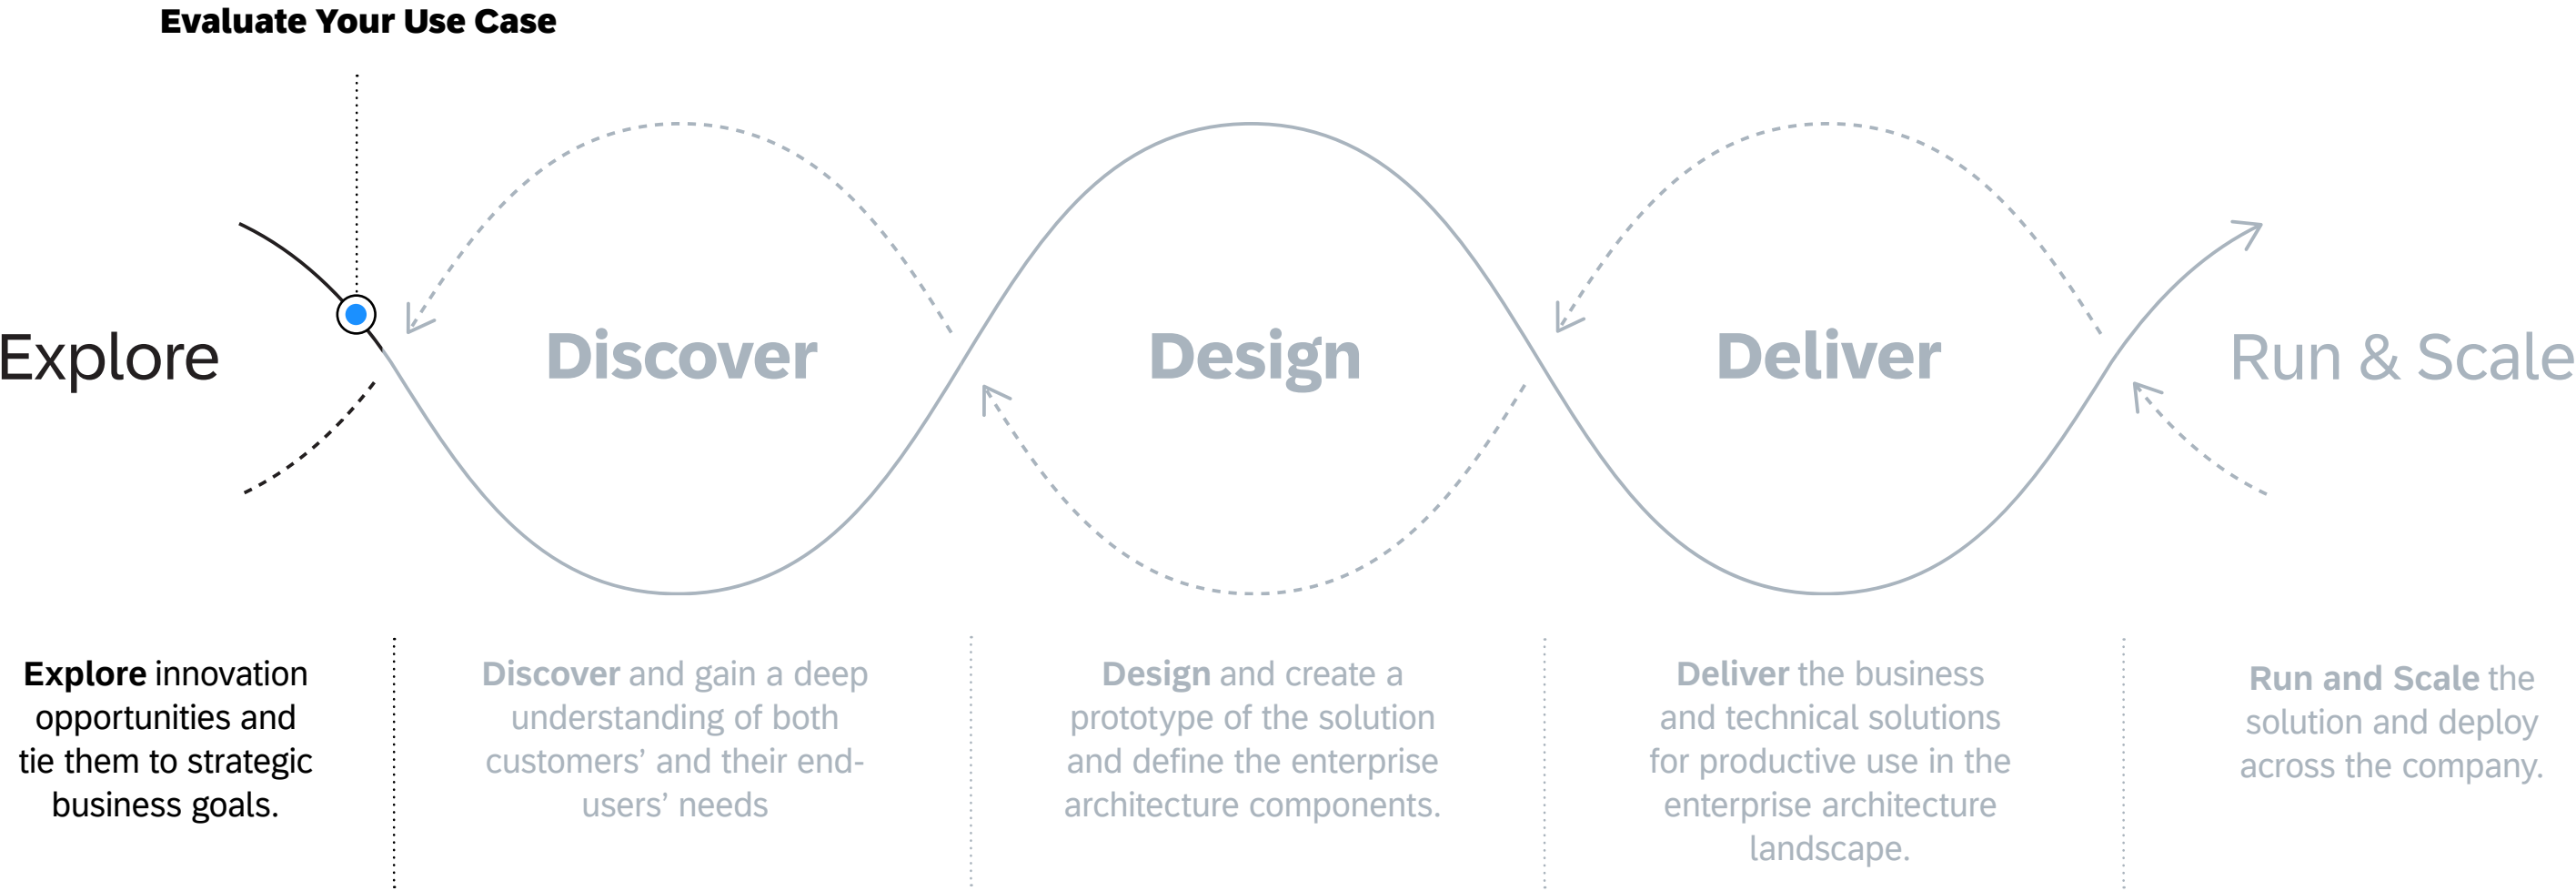 Evaluate Your Use Case
Explore
Discover
Design
Deliver
Run & Scale
Explore innovation
opportunities and
tie them to strategic
business goals.
Discover and gain a deep
understanding of both
customers’ and their end-
users’ needs
Design and create a
prototype of the solution
and define the enterprise
architecture components.
Deliver the business
and technical solutions
for productive use in the
enterprise architecture
landscape.
Run and Scale the
solution and deploy
across the company.